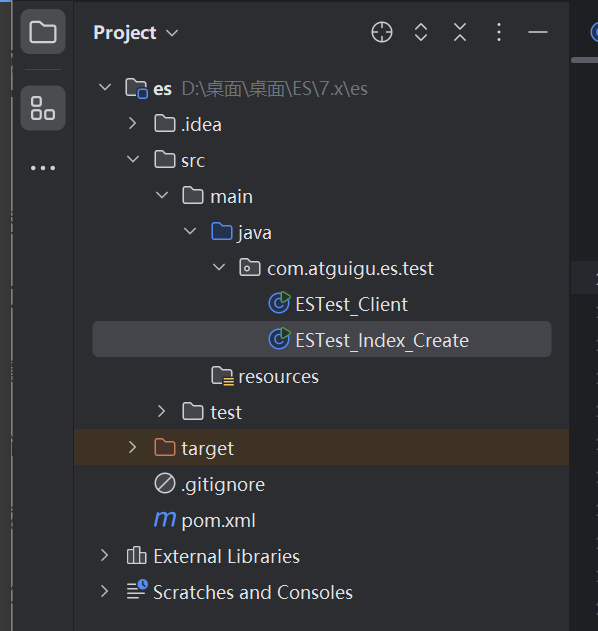 Project
es D:\桌面\桌面\ES\7.x\es
.idea
src
main
java
com.atguigu.es.test
ESTest_Client
ESTest_Index_Create
resources
test
target
.gitignore
pom.xml
External Libraries
Scratches and Consoles